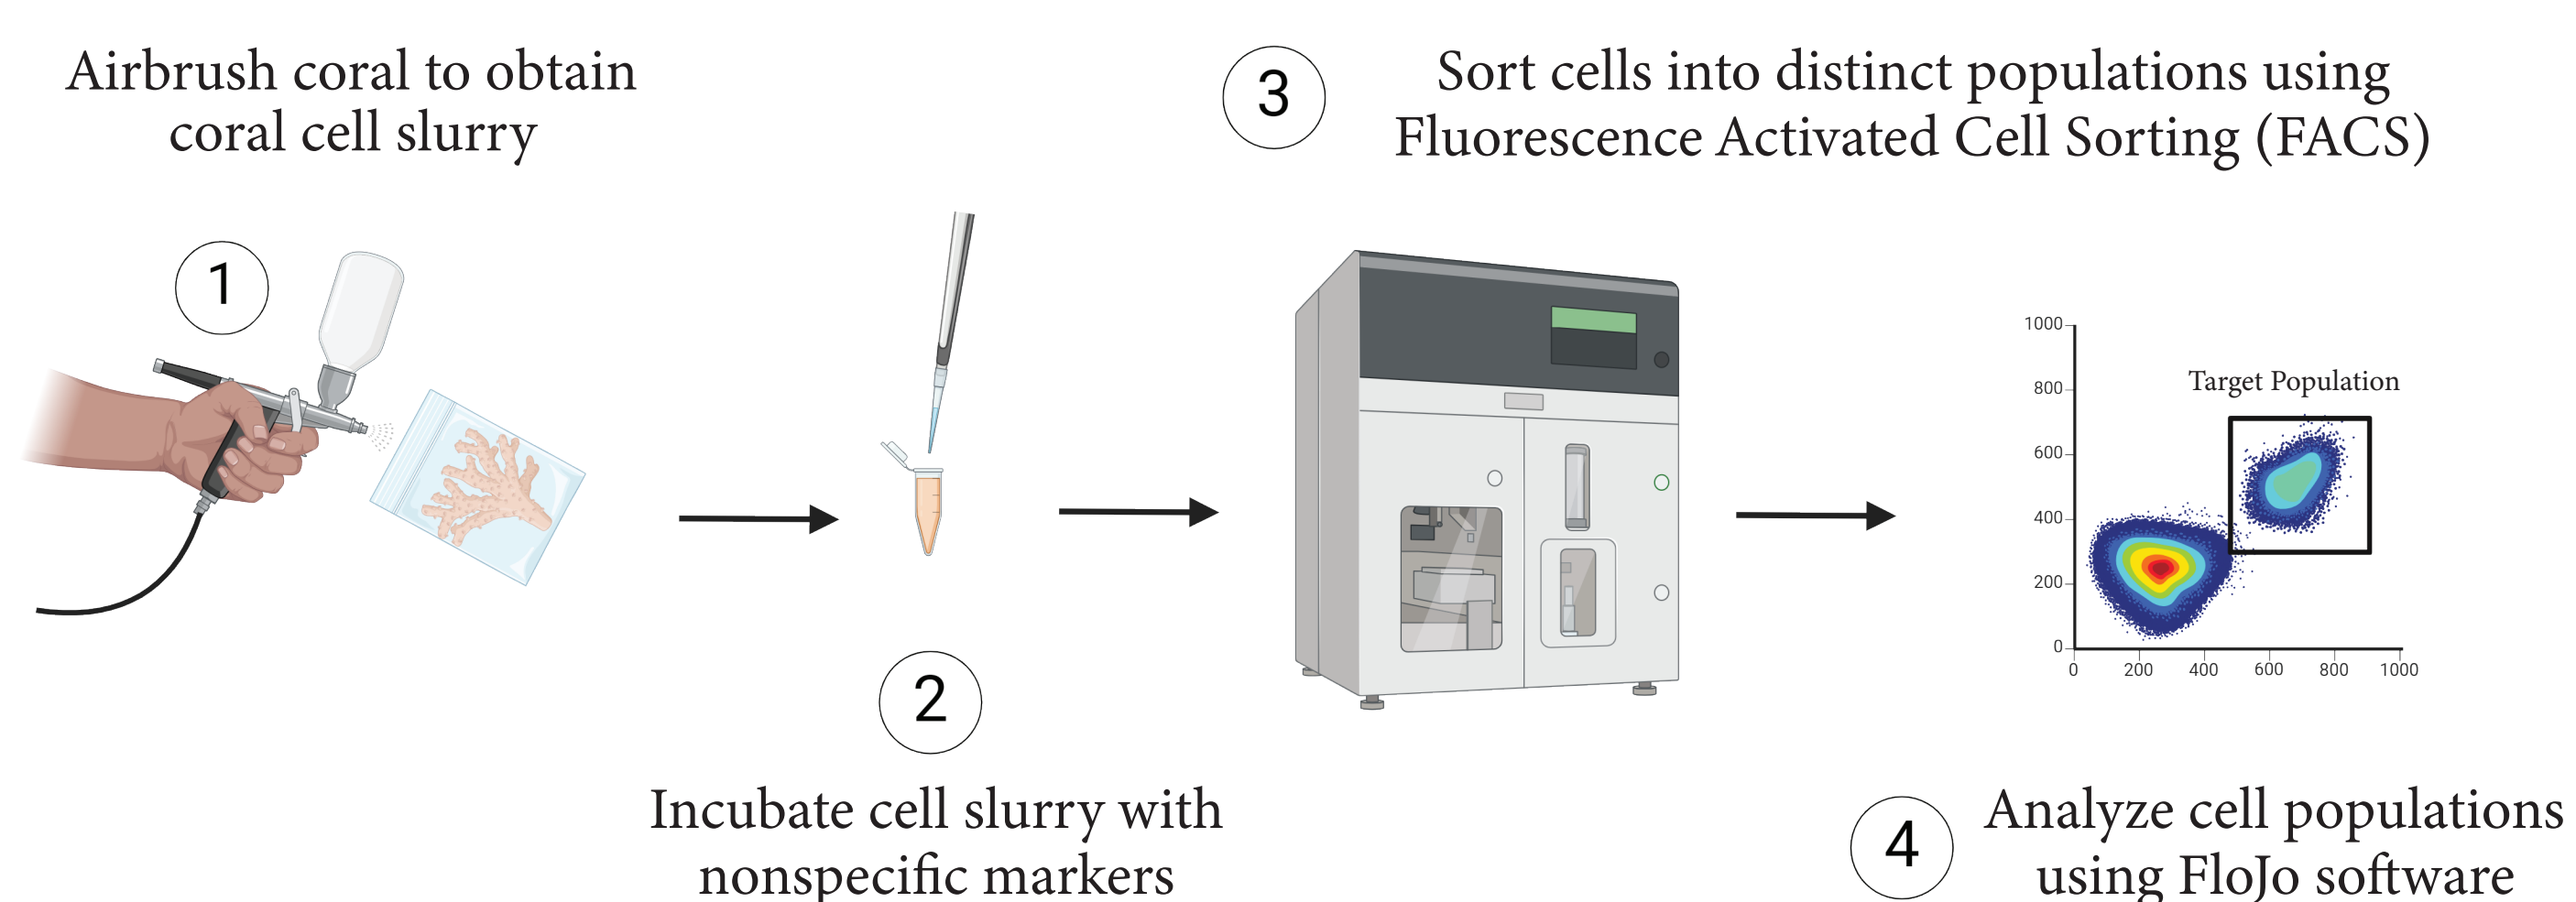 Airbrush coral to obtain
coral cell slurry
1
2
Incubate cell slurry with
nonspecific markers
3
Sort cells into distinct populations using
Fluorescence Activated Cell Sorting (FACS)
1000
800
600
400
200
0
Target Population
0 200 400 600 800 1000
4
Analyze cell populations
using FloJo software